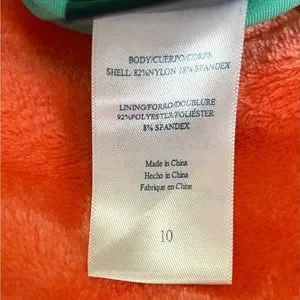 BODY/CUERPO/CORPS
SHELL: 82%NYLON 18% SPANDEX
LINING/FORRO/DOUBLURE
92%POLYESTER/POLIÉSTER
8% SPANDEX
Made in China
Hecho in China
Fabrique en Chine
10